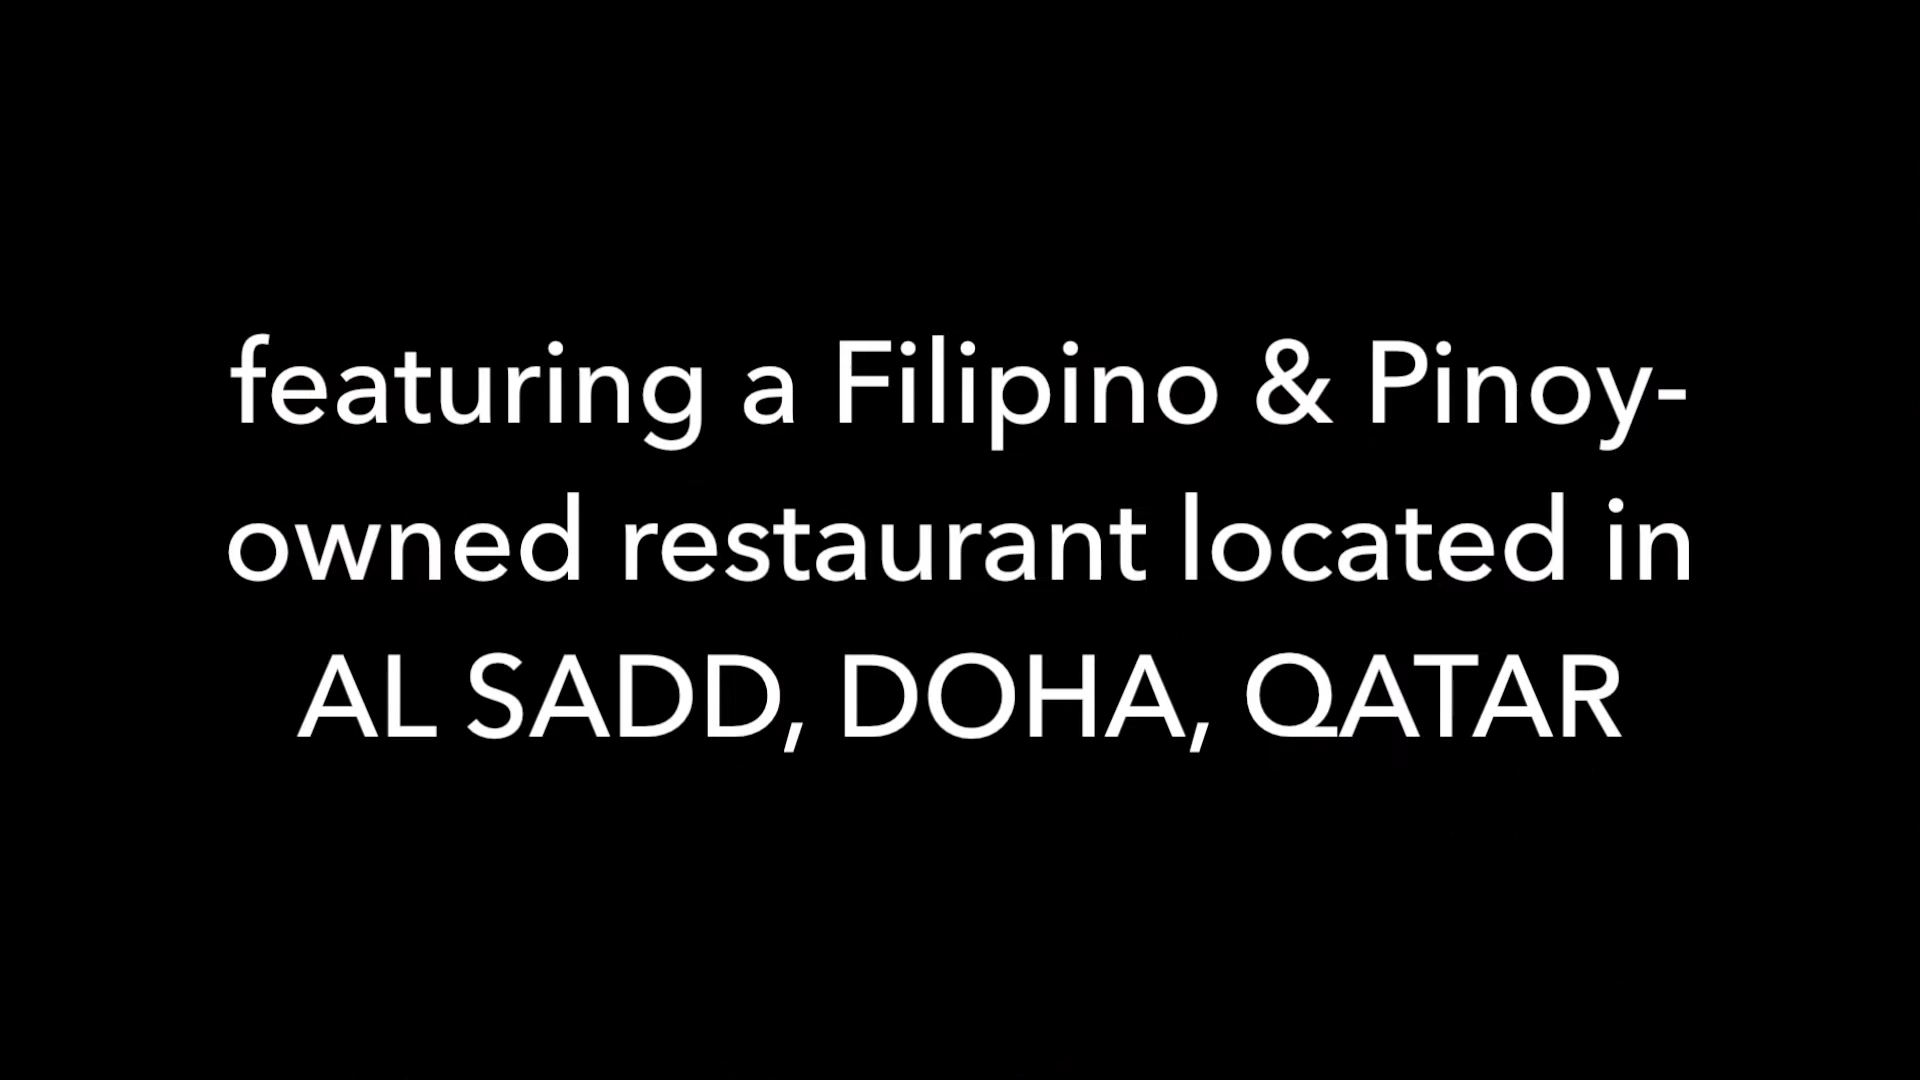 featuring a Filipino & Pinoy-
owned restaurant located in
AL SADD, DOHA, QATAR